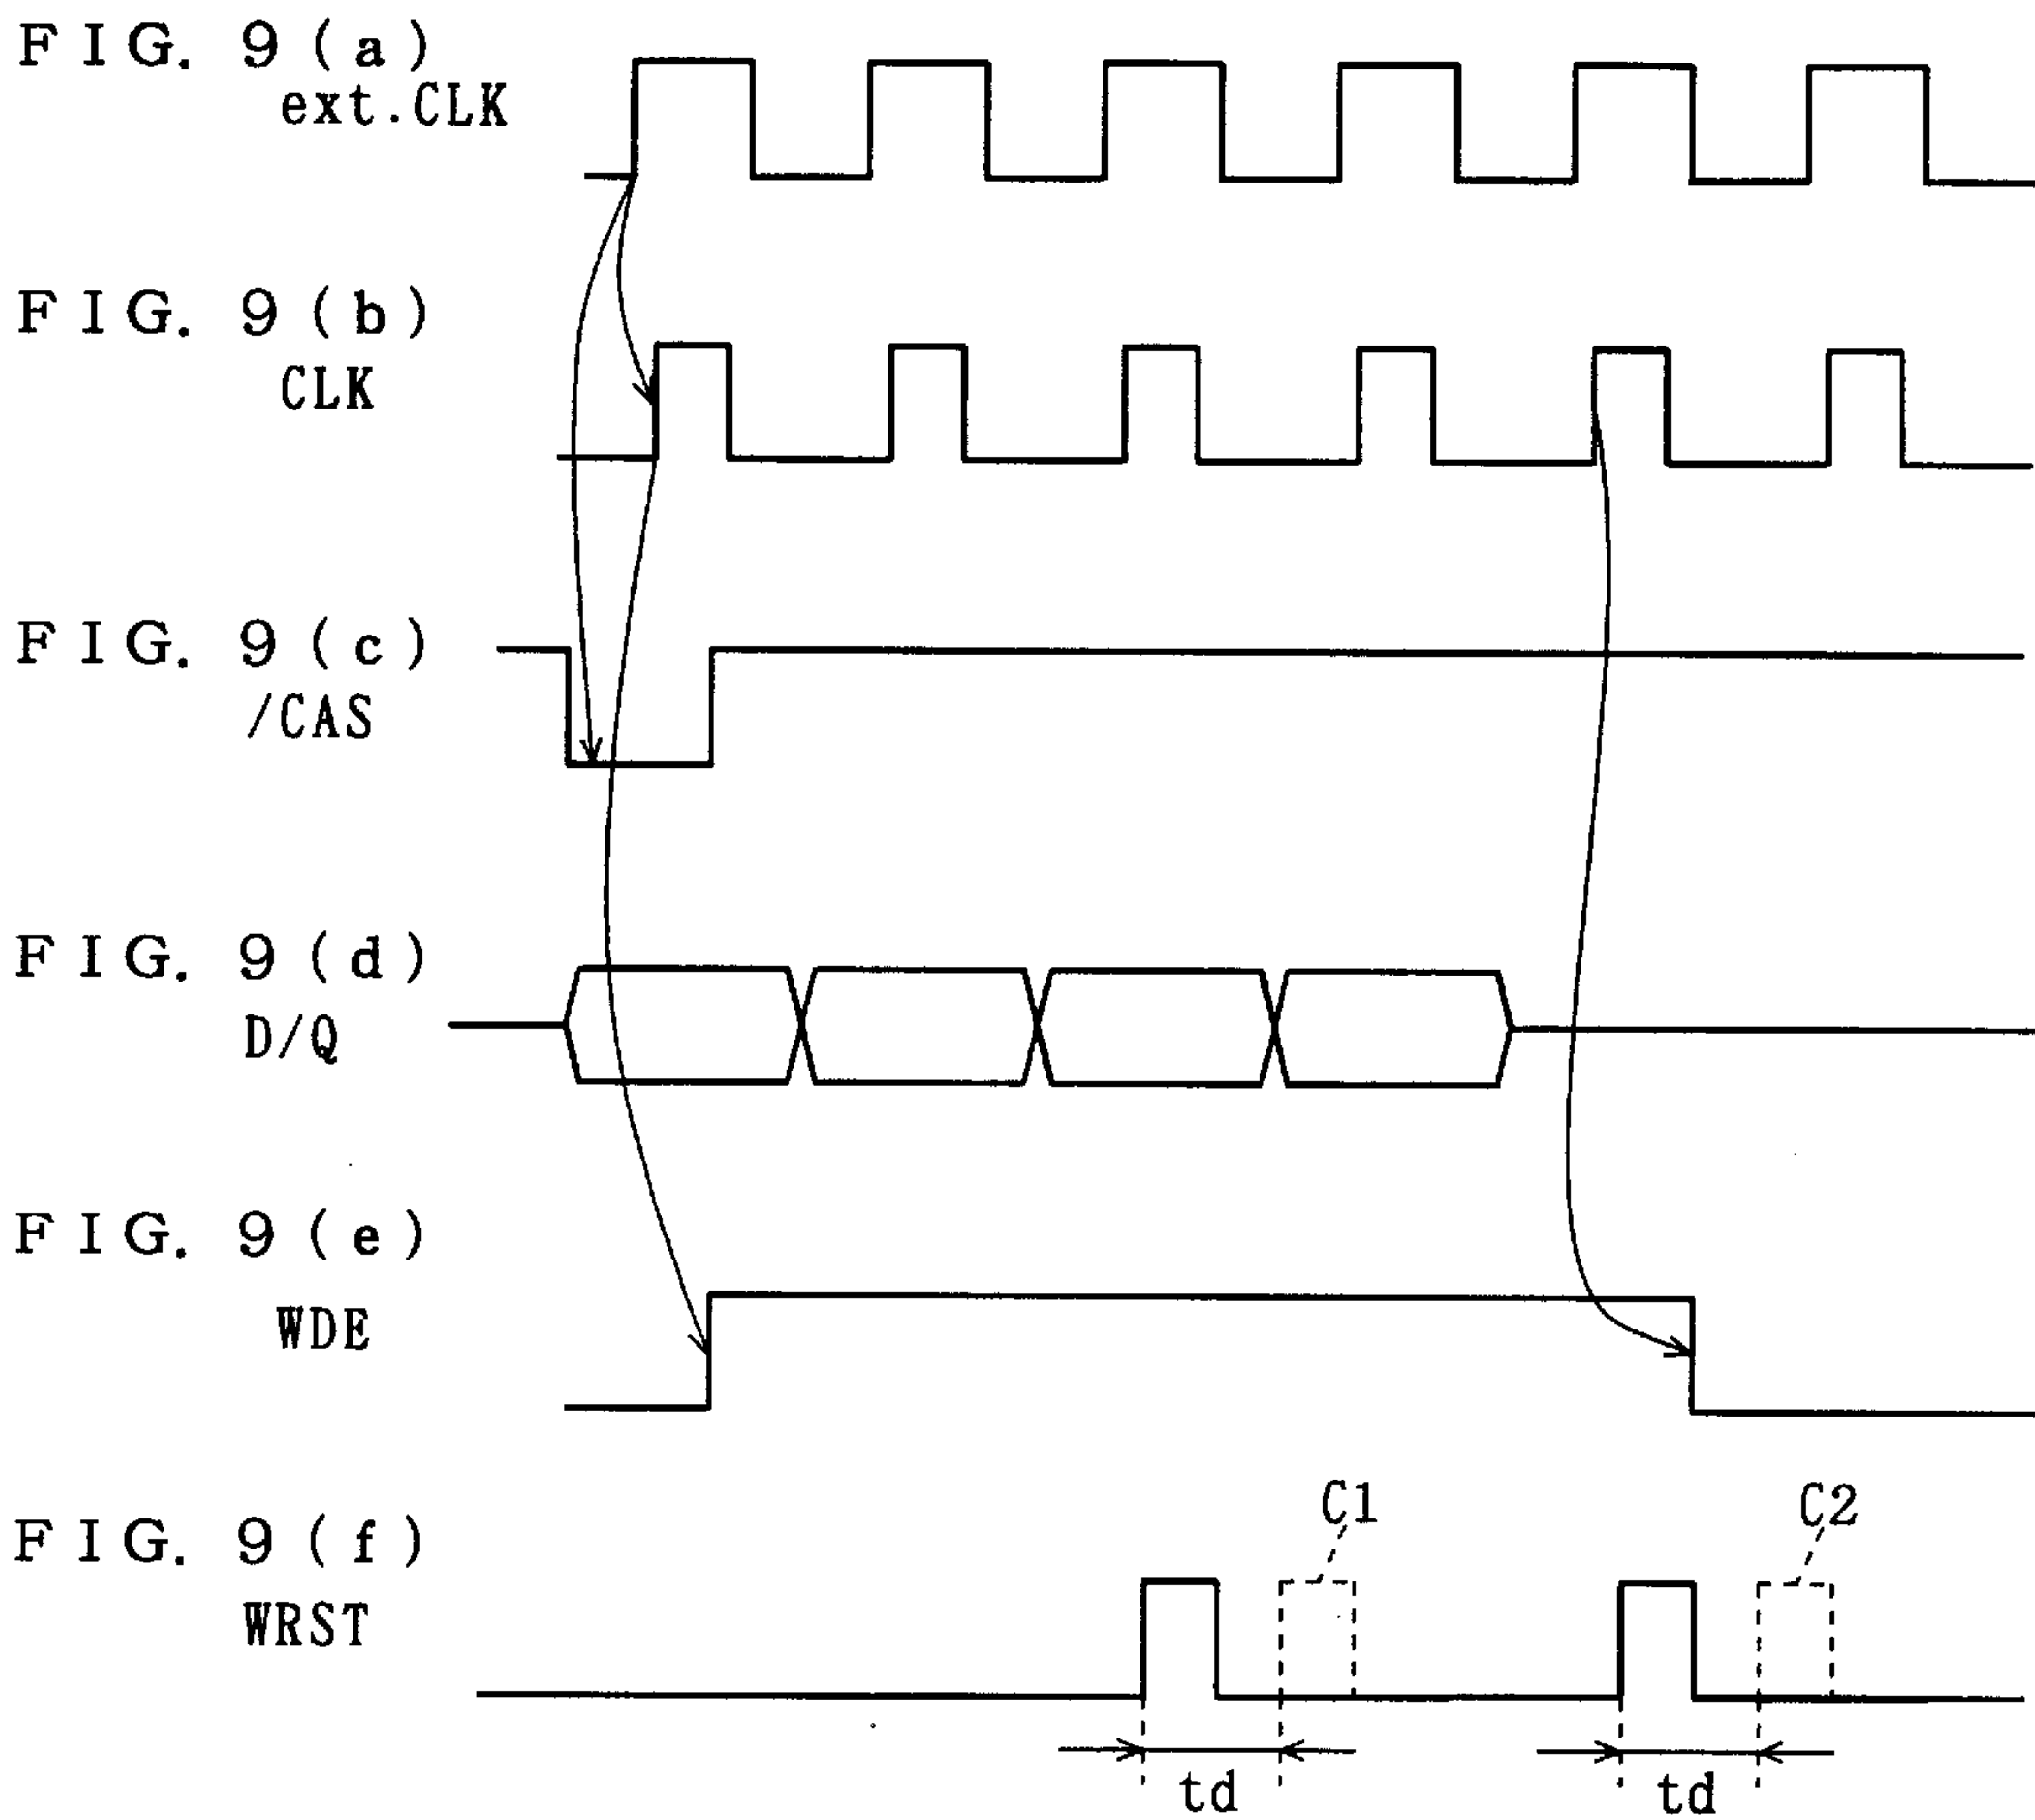 FIG. 9(a)
ext.CLK
FIG. 9(b)
CLK
FIG. 9(c)
/CAS
FIG. 9(d)
D/Q
FIG. 9(e)
WDE
FIG. 9(f)
WRST
C1
C2
td
td